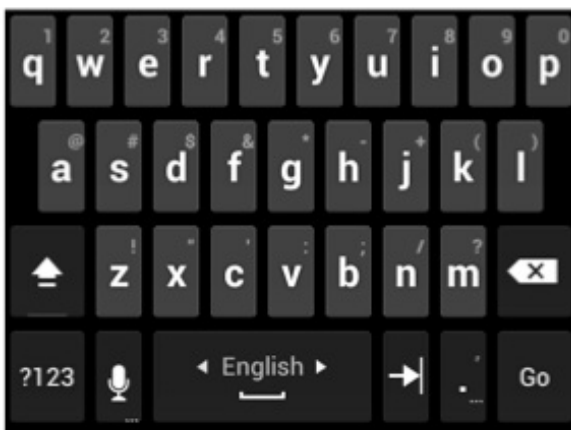 1 2 3 4 5 6 7 8 9 0
q w e r t y u i o p
@ # $ & * - + ( )
a s d f g h j k l
! " ' : ; / ?
z x c v b n m
?123 ◄ English ► . , ... Go